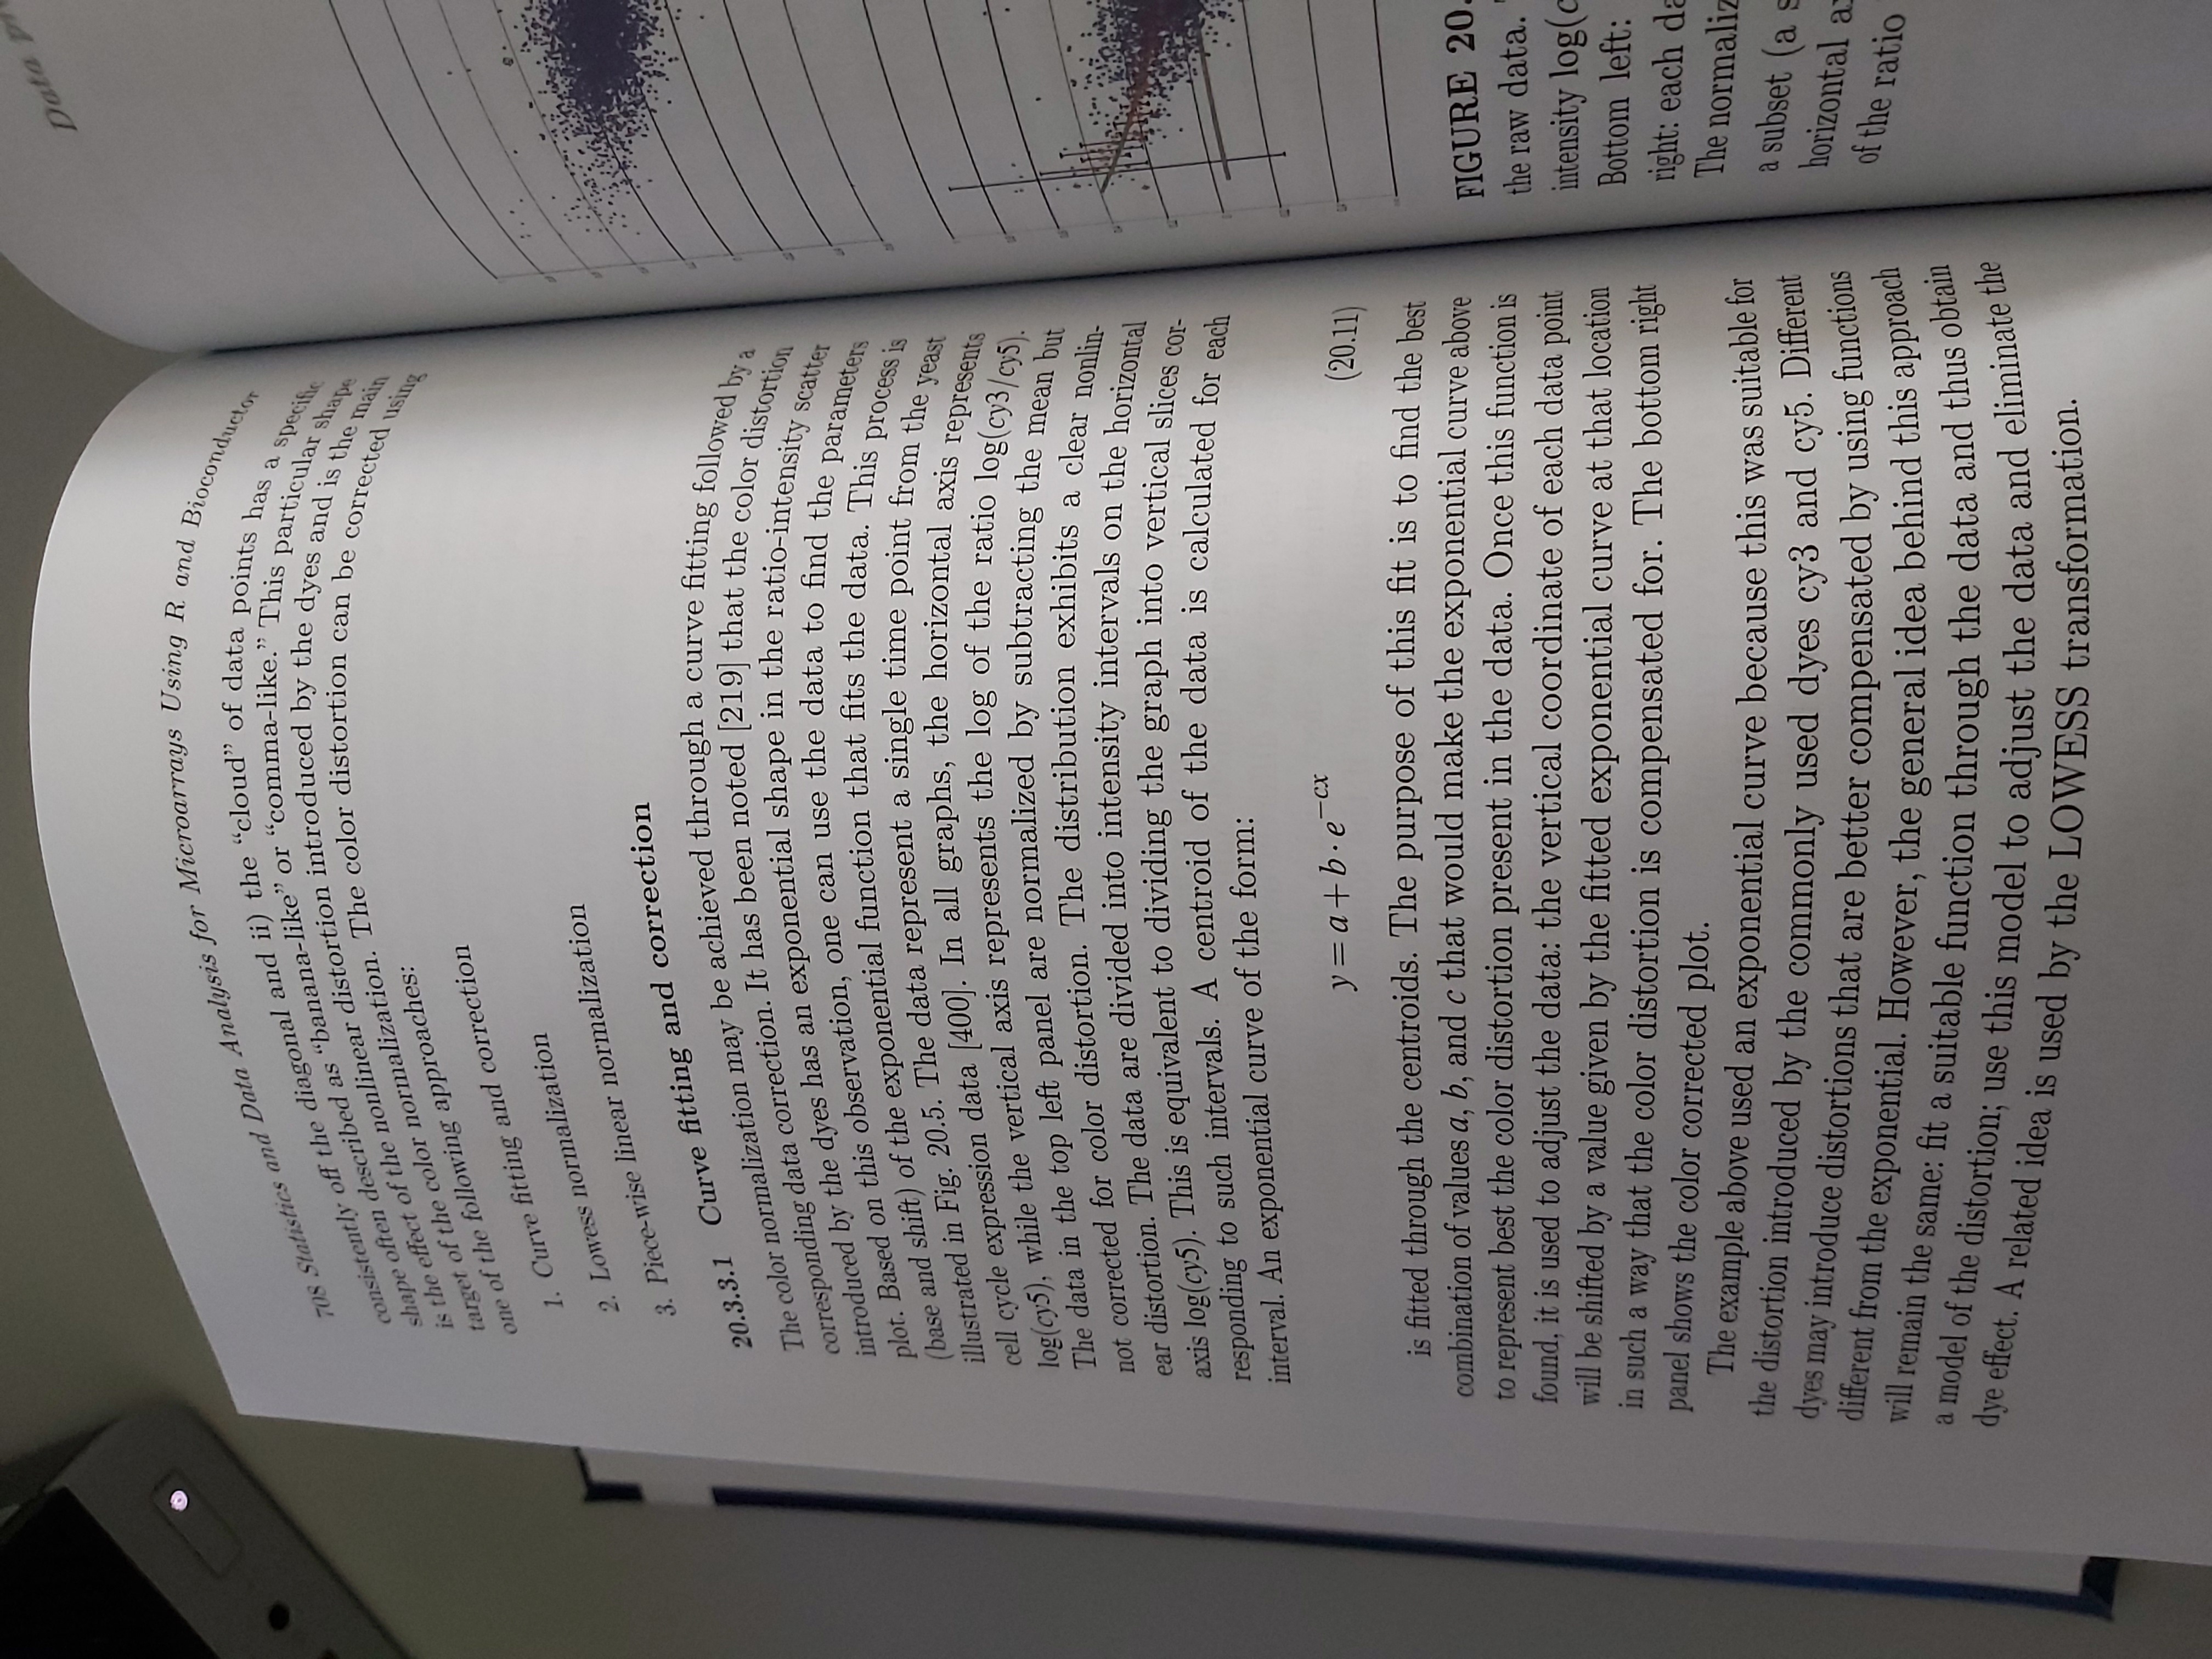 708 Statistics and Data Analysis for Microarrays Using R and Bioconductor
consistently off the diagonal and ii) the “cloud” of data points has a specific
shape often described as “banana-like” or “comma-like.” This particular shape
is the effect of the nonlinear distortion introduced by the dyes and is the main
target of the color normalization. The color distortion can be corrected using
one of the following approaches:
1. Curve fitting and correction
2. Lowess normalization
3. Piece-wise linear normalization
20.3.3.1 Curve fitting and correction
The color normalization may be achieved through a curve fitting followed by a
corresponding data correction. It has been noted [219] that the color distortion
introduced by the dyes has an exponential shape in the ratio-intensity scatter
plot. Based on this observation, one can use the data to find the parameters
(base and shift) of the exponential function that fits the data. This process is
illustrated in Fig. 20.5. The data represent a single time point from the yeast
cell cycle expression data [400]. In all graphs, the horizontal axis represents
log(cy5), while the vertical axis represents the log of the ratio log(cy3/cy5).
The data in the top left panel are normalized by subtracting the mean but
not corrected for color distortion. The distribution exhibits a clear nonlin-
ear distortion. The data are divided into intensity intervals on the horizontal
axis log(cy5). This is equivalent to dividing the graph into vertical slices cor-
responding to such intervals. A centroid of the data is calculated for each
interval. An exponential curve of the form:
y = a + b · e^{−cx} (20.11)
is fitted through the centroids. The purpose of this fit is to find the best
combination of values a, b, and c that would make the exponential curve above
to represent best the color distortion present in the data. Once this function is
found, it is used to adjust the data: the vertical coordinate of each data point
will be shifted by a value given by the fitted exponential curve at that location
in such a way that the color distortion is compensated for. The bottom right
panel shows the color corrected plot.
The example above used an exponential curve because this was suitable for
the distortion introduced by the commonly used dyes cy3 and cy5. Different
dyes may introduce distortions that are better compensated by using functions
different from the exponential. However, the general idea behind this approach
will remain the same: fit a suitable function through the data and thus obtain
a model of the distortion; use this model to adjust the data and eliminate the
dye effect. A related idea is used by the LOWESS transformation.
Data
FIGURE 20.
the raw data.
intensity log(c
Bottom left:
right: each da
The normaliz
a subset (a s
horizontal a
of the ratio